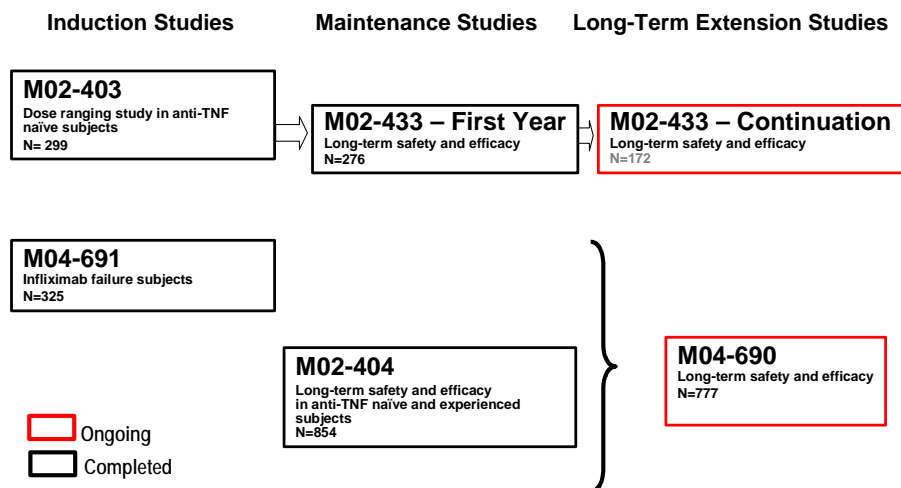 Induction Studies
Maintenance Studies
Long-Term Extension Studies
M02-403
Dose ranging study in anti-TNF
naïve subjects
N= 299
M02-433 – First Year
Long-term safety and efficacy
N=276
M02-433 – Continuation
Long-term safety and efficacy
N=172
M04-691
Infliximab failure subjects
N=325
M02-404
Long-term safety and efficacy
in anti-TNF naïve and experienced
subjects
N=854
M04-690
Long-term safety and efficacy
N=777
Ongoing
Completed